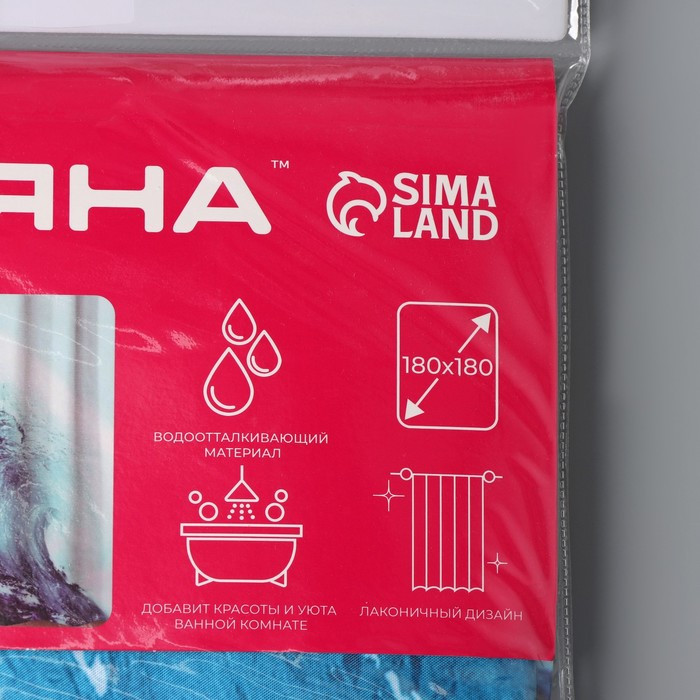 ЯНА™
SIMA
LAND
180x180
ВОДООТТАЛКИВАЮЩИЙ
МАТЕРИАЛ
ДОБАВИТ КРАСОТЫ И УЮТА
ВАННОЙ КОМНАТЕ
ЛАКОНИЧНЫЙ ДИЗАЙН